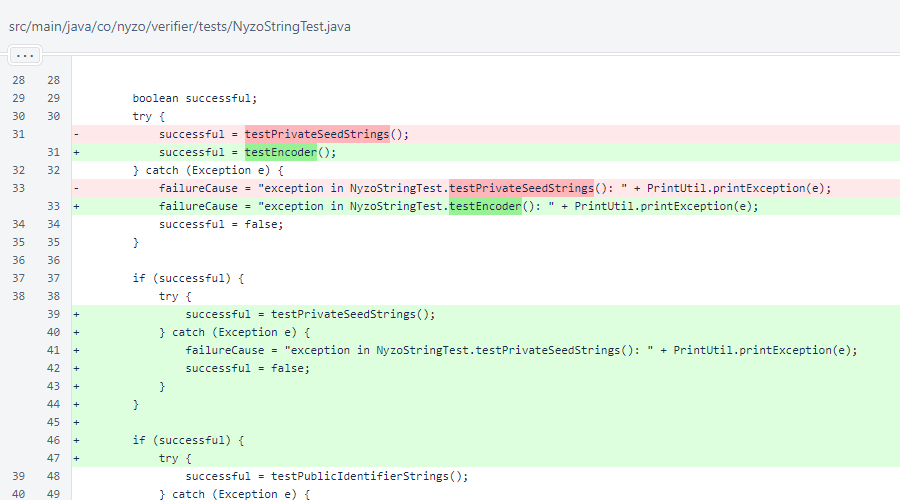 src/main/java/co/nyzo/verifier/tests/NyzoStringTest.java
...
28 28
29 29 boolean successful;
30 30 try {
31 - successful = testPrivateSeedStrings();
31 + successful = testEncoder();
32 32 } catch (Exception e) {
33 - failureCause = "exception in NyzoStringTest.testPrivateSeedStrings(): " + PrintUtil.printException(e);
33 + failureCause = "exception in NyzoStringTest.testEncoder(): " + PrintUtil.printException(e);
34 34 successful = false;
35 35 }
36 36
37 37 if (successful) {
38 38 try {
39 + successful = testPrivateSeedStrings();
40 + } catch (Exception e) {
41 + failureCause = "exception in NyzoStringTest.testPrivateSeedStrings(): " + PrintUtil.printException(e);
42 + successful = false;
43 + }
44 + }
45 +
46 + if (successful) {
47 + try {
39 48 successful = testPublicIdentifierStrings();
40 49 } catch (Exception e) {